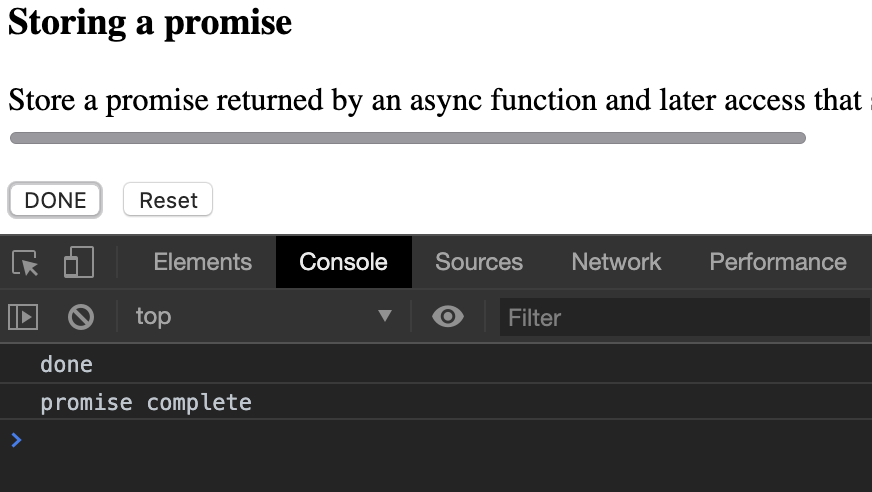 Storing a promise
Store a promise returned by an async function and later access that
DONE Reset
Elements Console Sources Network Performance
top Filter
done
promise complete